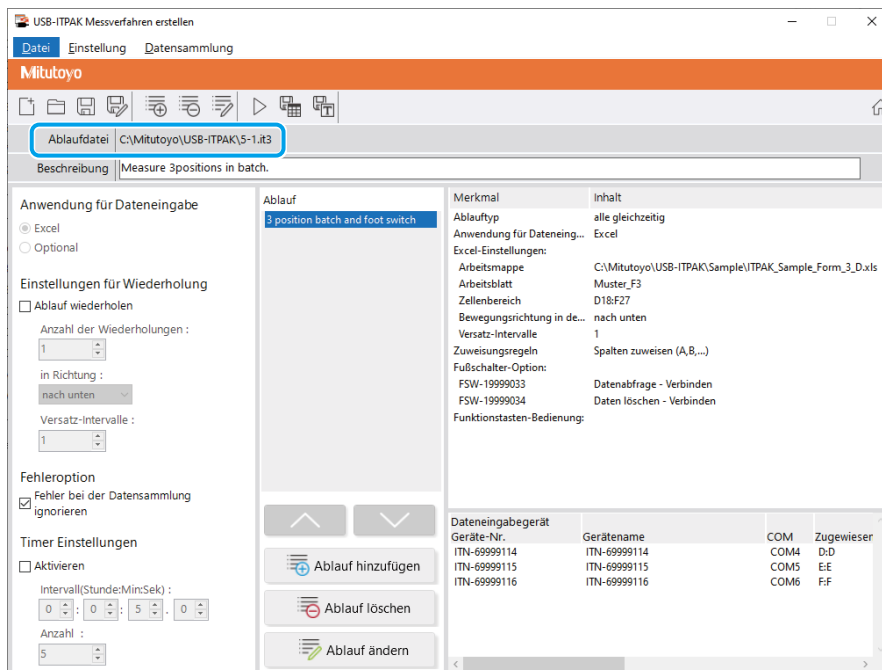 USB-ITPAK Messverfahren erstellen
Datei Einstellung Datensammlung
Mitutoyo
Ablaufdatei C:\Mitutoyo\USB-ITPAK\5-1.it3
Beschreibung Measure 3positions in batch.
Anwendung für Dateneingabe
Excel
Optional
Einstellungen für Wiederholung
Ablauf wiederholen
Anzahl der Wiederholungen :
1
in Richtung :
nach unten
Versatz-Intervalle :
1
Fehleroption
Fehler bei der Datensammlung
ignorieren
Timer Einstellungen
Aktivieren
Intervall(Stunde:Min:Sek) :
0 : 0 : 5 . 0
Anzahl :
5
Ablauf
3 position batch and foot switch
Ablauf hinzufügen
Ablauf löschen
Ablauf ändern
Merkmal Inhalt
Ablauftyp alle gleichzeitig
Anwendung für Dateneing... Excel
Excel-Einstellungen:
Arbeitsmappe C:\Mitutoyo\USB-ITPAK\Sample\ITPAK_Sample_Form_3_D.xls
Arbeitsblatt Muster_F3
Zellenbereich D18:F27
Bewegungsrichtung in de... nach unten
Versatz-Intervalle 1
Zuweisungsregeln Spalten zuweisen (A,B,...)
Fußschalter-Option:
FSW-19999033 Datenabfrage - Verbinden
FSW-19999034 Daten löschen - Verbinden
Funktionstasten-Bedienung:
Dateneingabegerät
Geräte-Nr. Gerätename COM Zugewiesen
ITN-69999114 ITN-69999114 COM4 D:D
ITN-69999115 ITN-69999115 COM5 E:E
ITN-69999116 ITN-69999116 COM6 F:F